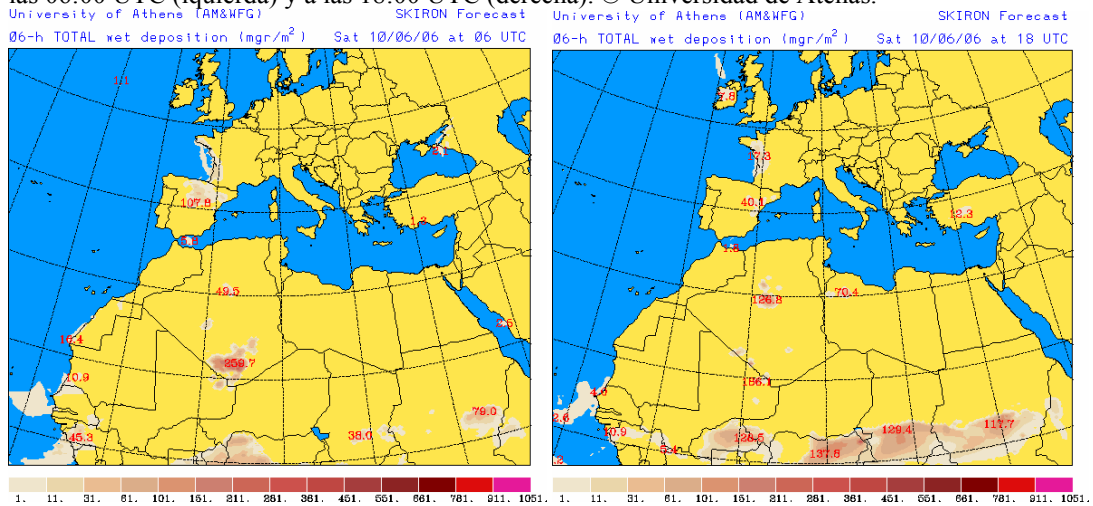 las 06:00 UTC (iquierda) y a las 18:00 UTC (derecha). © Universidad de Atenas.
University of Athens (AM&WFG) SKIRON Forecast
06-h TOTAL wet deposition (mgr/m²) Sat 10/06/06 at 06 UTC
1.1
107.8
49.5
16.4
259.7
10.9
79.0
45.3
38.0
1. 11. 31. 61. 101. 151. 211. 281. 361. 451. 551. 661. 781. 911. 1051.
University of Athens (AM&WFG) SKIRON Forecast
06-h TOTAL wet deposition (mgr/m²) Sat 10/06/06 at 18 UTC
7.8
17.3
40.1
12.3
70.4
126.8
156.1
117.7
129.4
137.6
1. 11. 31. 61. 101. 151. 211. 281. 361. 451. 551. 661. 781. 911. 1051.